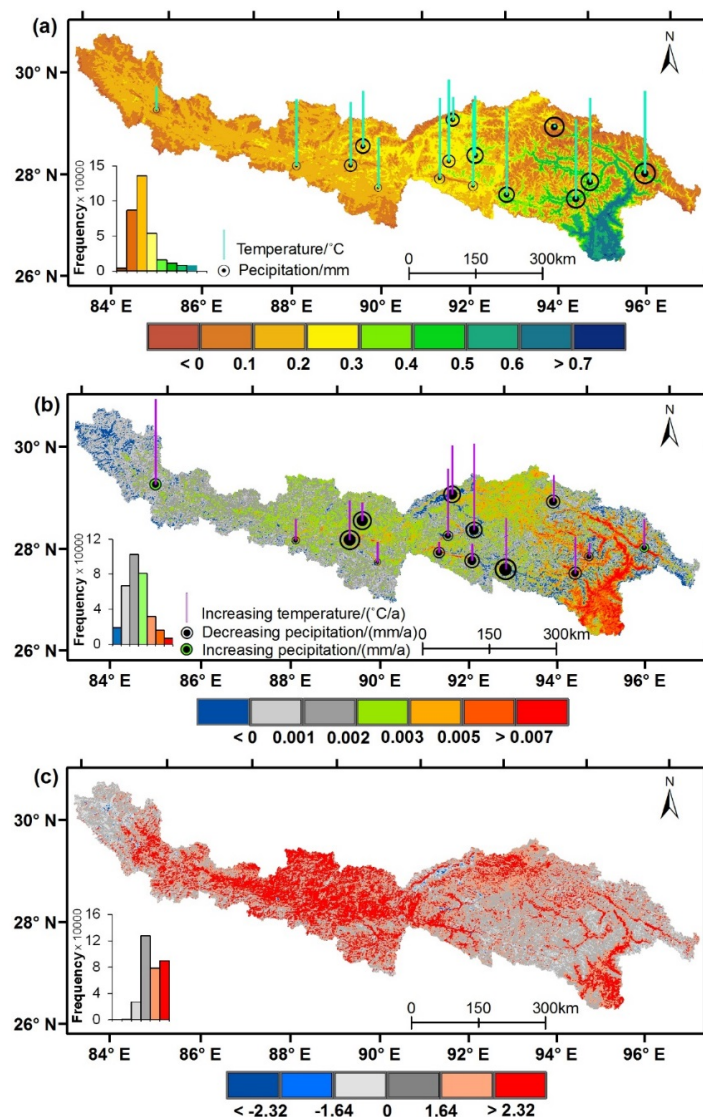 (a)
N
30° N
28° N
26° N
15
10
5
0
Frequency × 10000
Temperature/°C
Pecipitation/mm
0 150 300km
84° E 86° E 88° E 90° E 92° E 94° E 96° E
< 0 0.1 0.2 0.3 0.4 0.5 0.6 > 0.7
(b)
N
30° N
28° N
26° N
12
8
4
0
Frequency × 10000
Increasing temperature/(°C/a)
Decreasing precipitation/(mm/a)
Increasing precipitation/(mm/a)
0 150 300km
84° E 86° E 88° E 90° E 92° E 94° E 96° E
< 0 0.001 0.002 0.003 0.005 > 0.007
(c)
N
30° N
28° N
26° N
16
12
8
4
0
Frequency × 10000
0 150 300km
84° E 86° E 88° E 90° E 92° E 94° E 96° E
< -2.32 -1.64 0 1.64 > 2.32